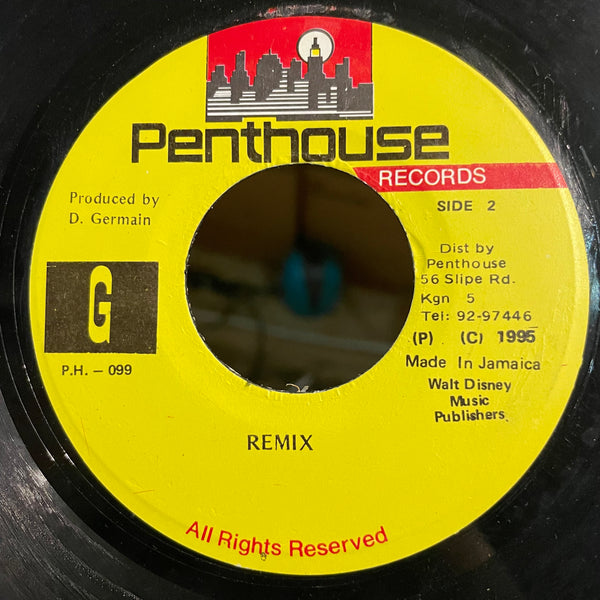 Penthouse
RECORDS
Produced by
D. Germain
SIDE 2
G
P.H. - 099
Dist by
Penthouse
56 Slipe Rd.
Kgn 5
Tel: 92-97446
(P) (C) 1995
Made In Jamaica
Walt Disney
Music
Publishers.
REMIX
All Rights Reserved